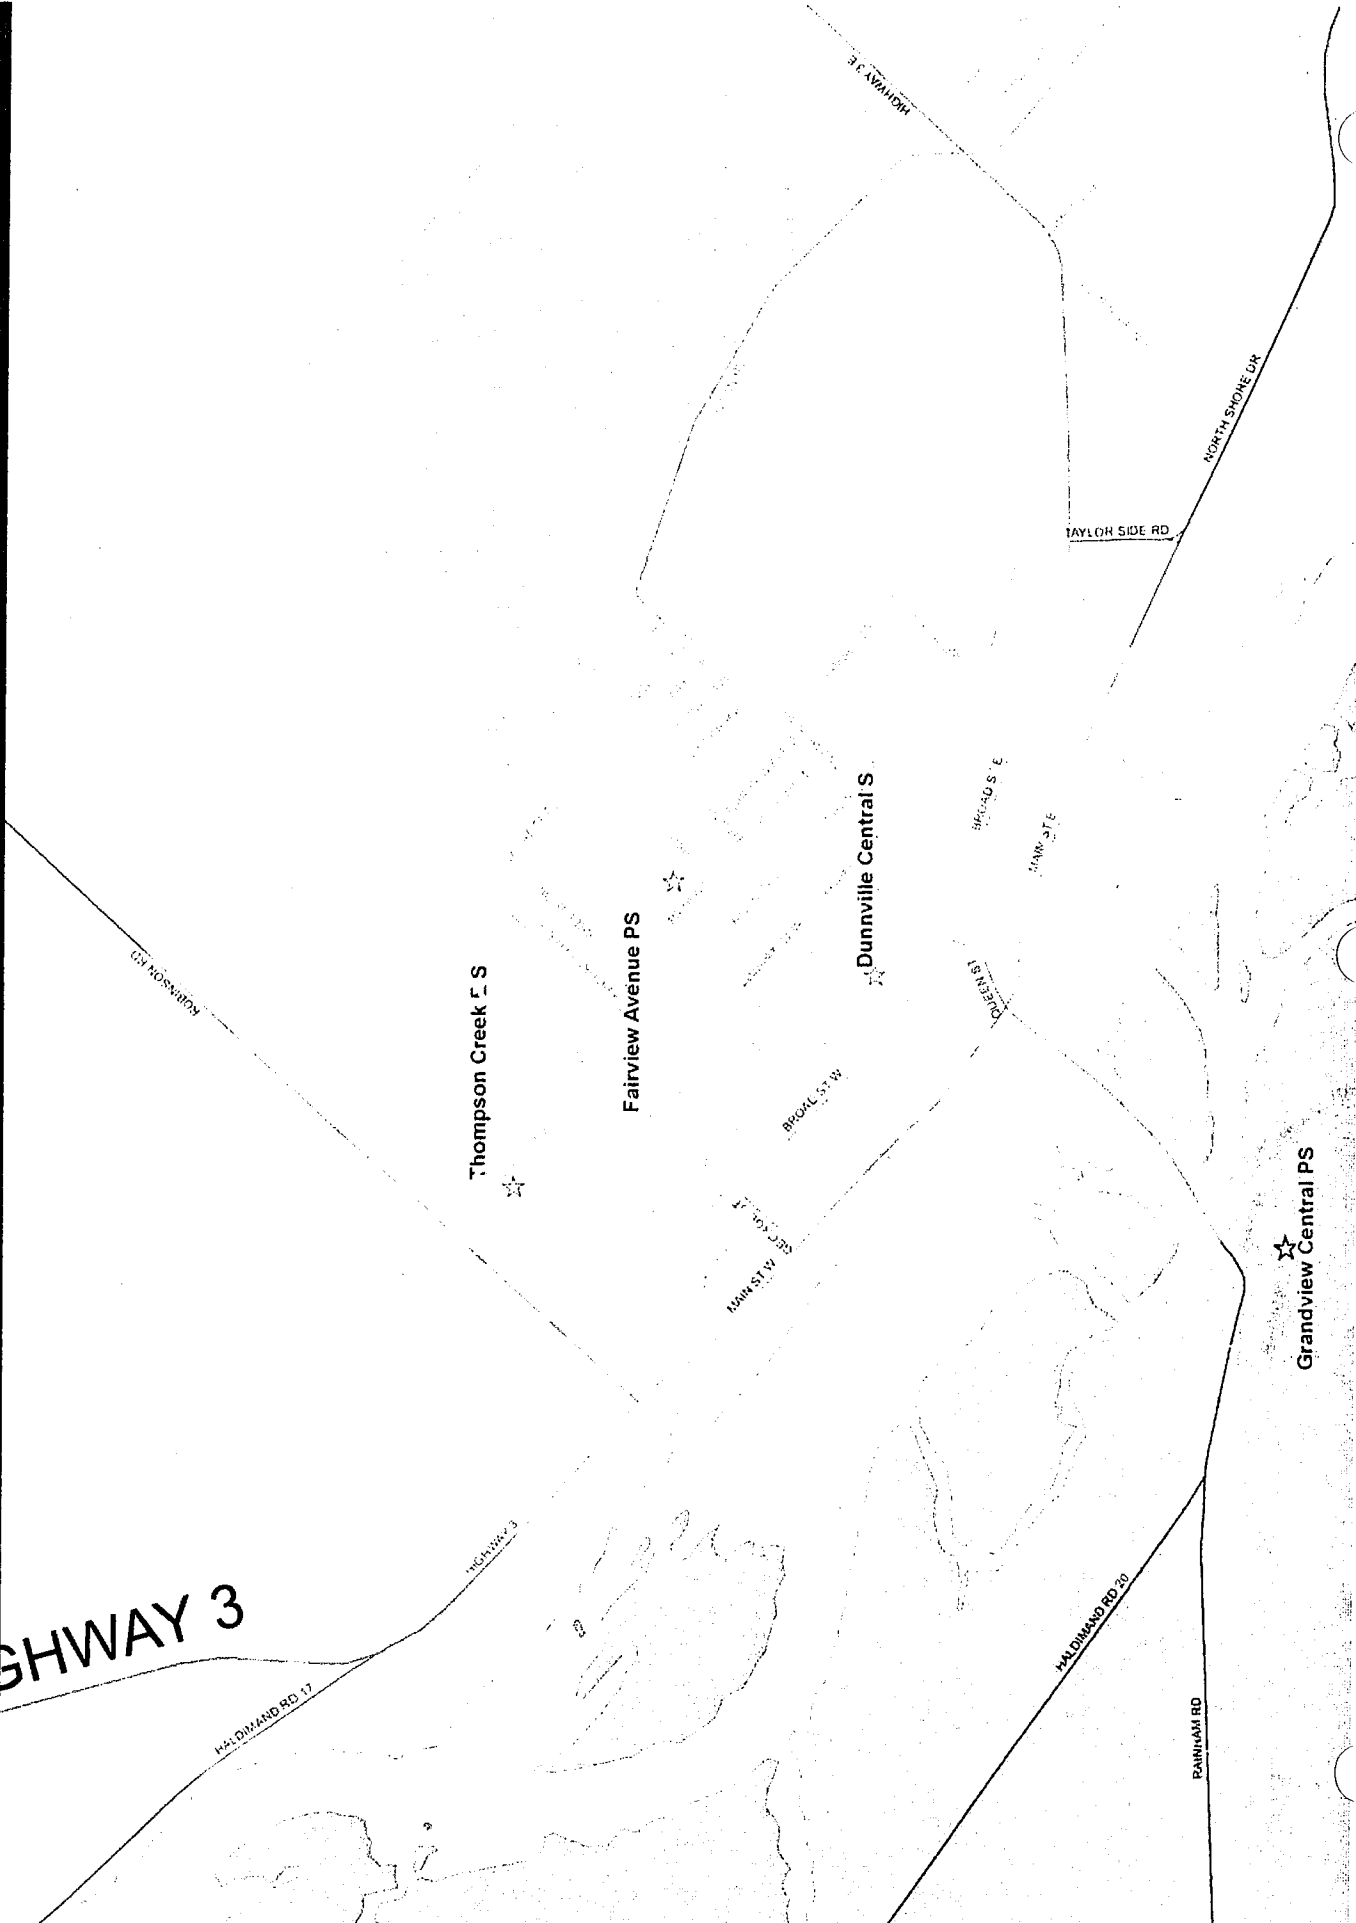 HIGHWAY 3 E
NORTH SHORE DR
TAYLOR SIDE RD
MAIN ST E
Dunnville Central S
Fairview Avenue PS
Thompson Creek
ROBINSON RD
QUEEN ST
MAIN ST W
Grandview Central PS
HIGHWAY 3
GHWAY 3
HALDIMAND RD 17
HALDIMAND RD 20
RAINHAM RD